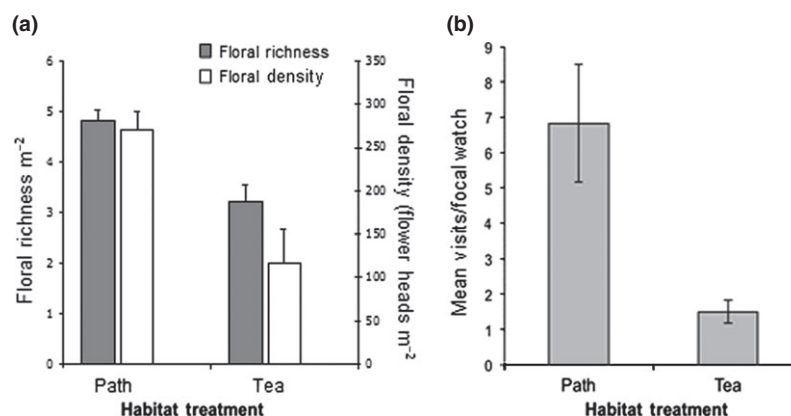 (a)
Floral richness
Floral density
Floral richness m⁻²
6
5
4
3
2
1
0
350
300
250
200
150
100
50
0
Floral density (flower heads m⁻²
Path
Tea
Habitat treatment
(b)
Mean visits/focal watch
9
8
7
6
5
4
3
2
1
0
Path
Tea
Habitat treatment